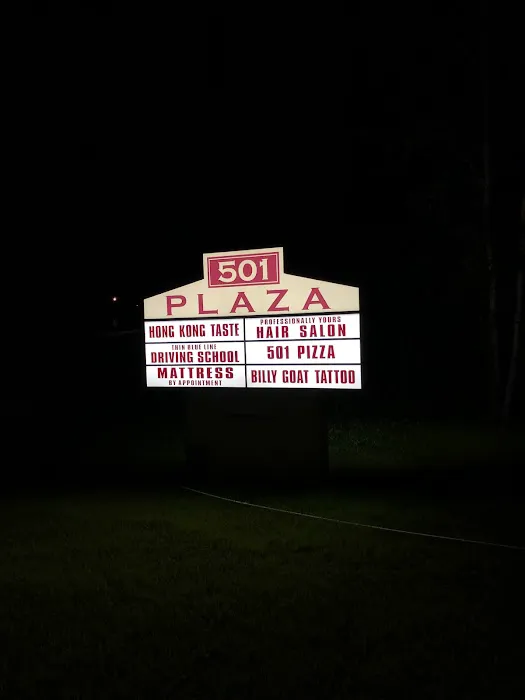 501
PLAZA
HONG KONG TASTE
PROFESSIONALLY YOURS
HAIR SALON
THIN BLUE LINE
DRIVING SCHOOL
501 PIZZA
MATTRESS
BY APPOINTMENT
BILLY GOAT TATTOO